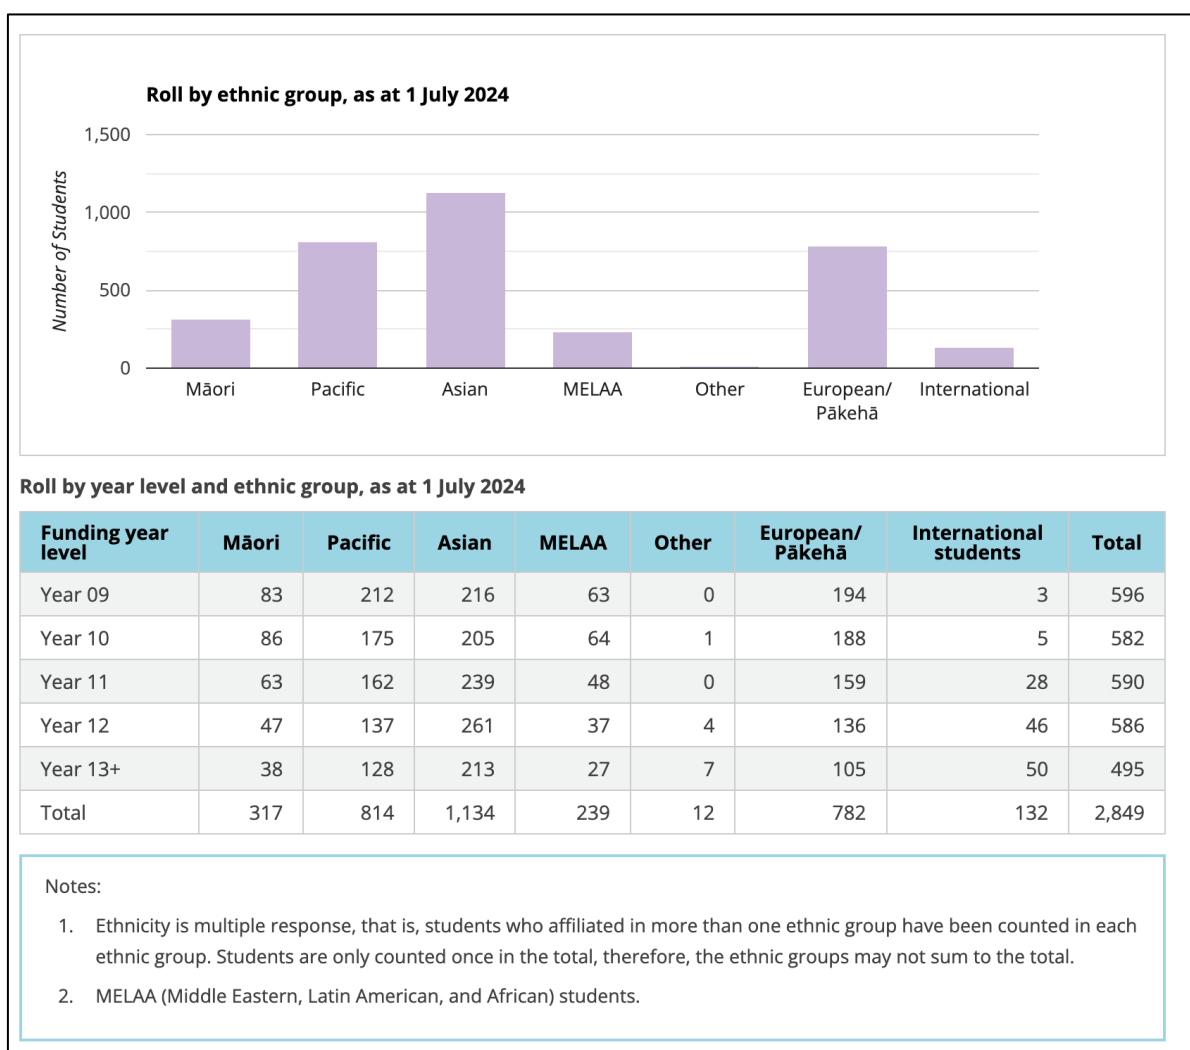 Roll by ethnic group, as at 1 July 2024
Number of Students
1,500
1,000
500
0
Māori Pacific Asian MELAA Other European/ International
Pākehā
Roll by year level and ethnic group, as at 1 July 2024
Funding year level Māori Pacific Asian MELAA Other European/ Pākehā International students Total
Year 09 83 212 216 63 0 194 3 596
Year 10 86 175 205 64 1 188 5 582
Year 11 63 162 239 48 0 159 28 590
Year 12 47 137 261 37 4 136 46 586
Year 13+ 38 128 213 27 7 105 50 495
Total 317 814 1,134 239 12 782 132 2,849
Notes:
1. Ethnicity is multiple response, that is, students who affiliated in more than one ethnic group have been counted in each
ethnic group. Students are only counted once in the total, therefore, the ethnic groups may not sum to the total.
2. MELAA (Middle Eastern, Latin American, and African) students.